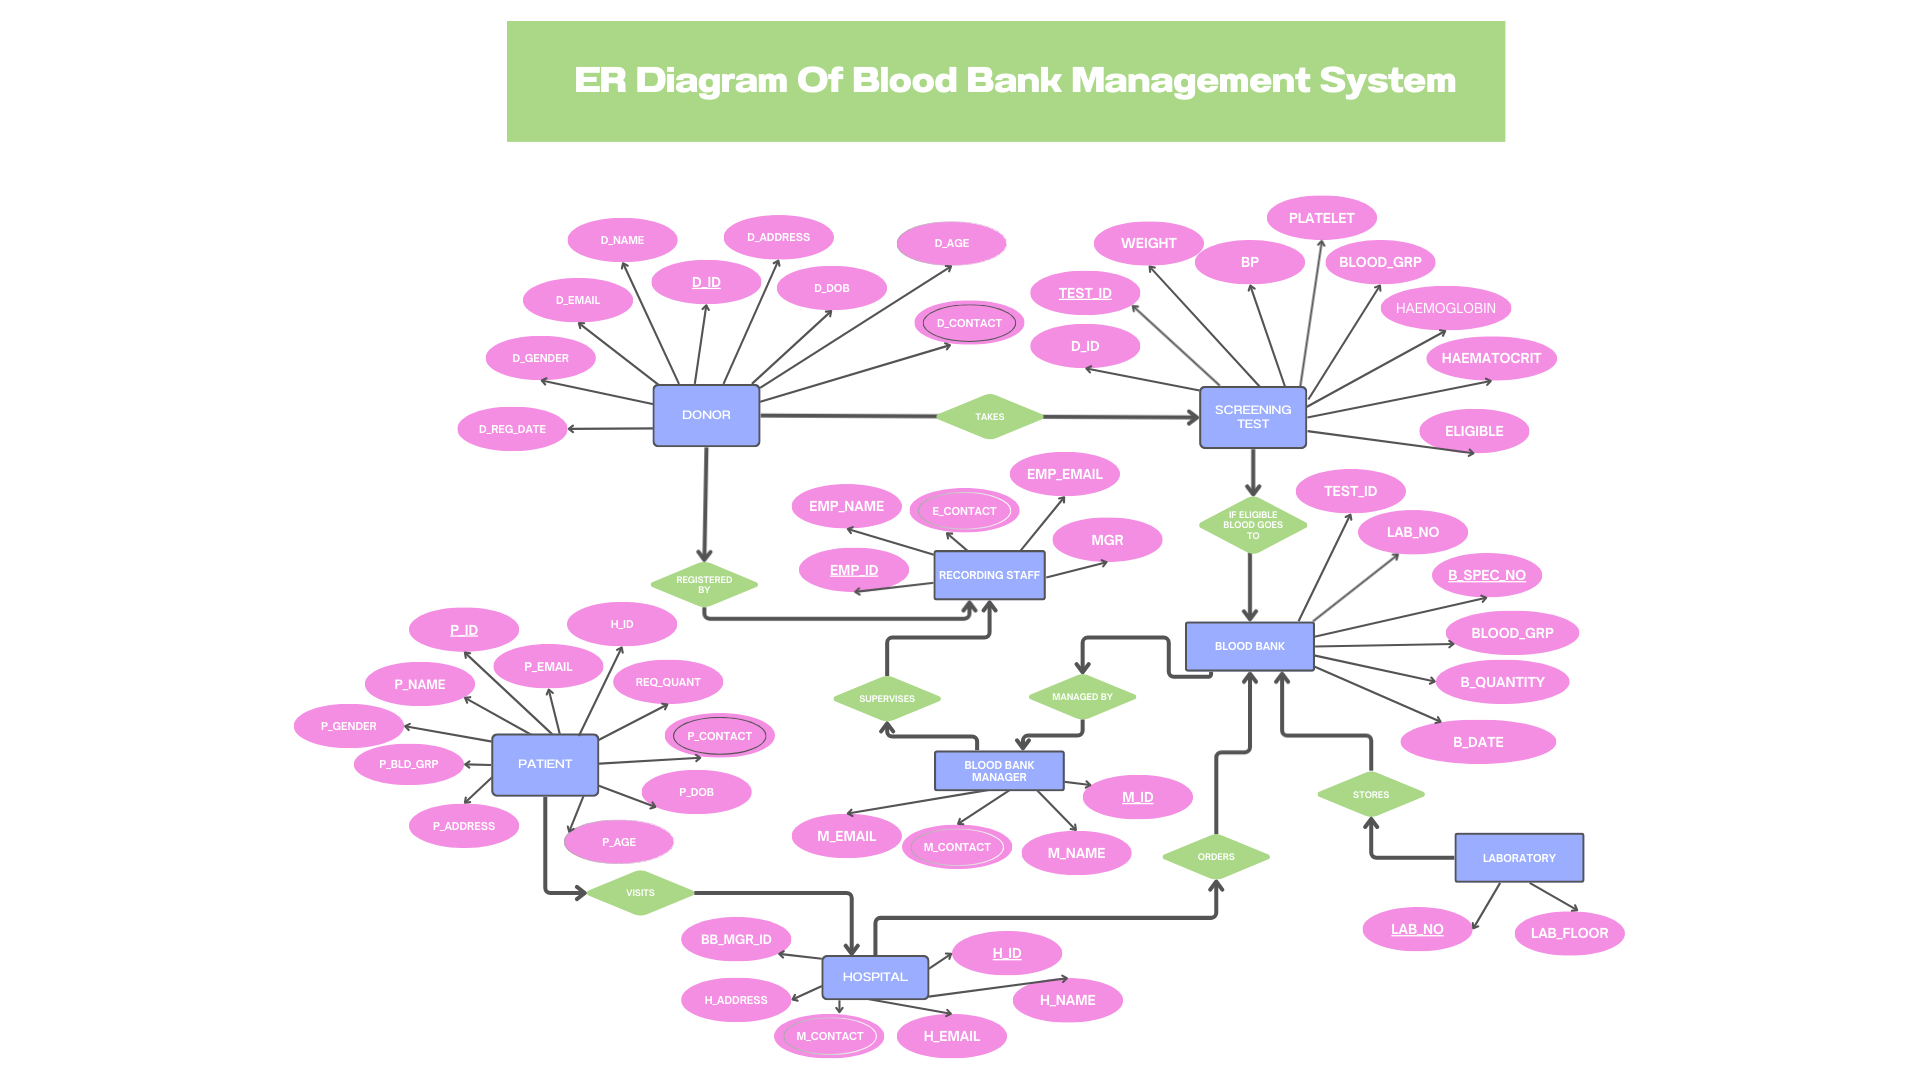 ER Diagram Of Blood Bank Management System
PLATELET
D_NAME
D_ADDRESS
D_AGE
WEIGHT
BP
BLOOD_GRP
D_ID
D_DOB
TEST_ID
D_EMAIL
HAEMOGLOBIN
D_CONTACT
D_ID
D_GENDER
HAEMATOCRIT
DONOR
TAKES
SCREENING
TEST
D_REG_DATE
ELIGIBLE
EMP_EMAIL
TEST_ID
EMP_NAME
E_CONTACT
IF ELIGIBLE
BLOOD GOES
TO
LAB_NO
MGR
EMP_ID
RECORDING STAFF
B_SPEC_NO
REGISTERED
BY
P_ID
H_ID
BLOOD_GRP
BLOOD BANK
P_EMAIL
P_NAME
REQ_QUANT
B_QUANTITY
SUPERVISES
MANAGED BY
P_GENDER
P_CONTACT
B_DATE
P_BLD_GRP
PATIENT
BLOOD BANK
MANAGER
P_DOB
M_ID
STORES
P_ADDRESS
P_AGE
M_EMAIL
M_CONTACT
M_NAME
ORDERS
LABORATORY
VISITS
BB_MGR_ID
H_ID
LAB_NO
LAB_FLOOR
HOSPITAL
H_ADDRESS
H_NAME
M_CONTACT
H_EMAIL